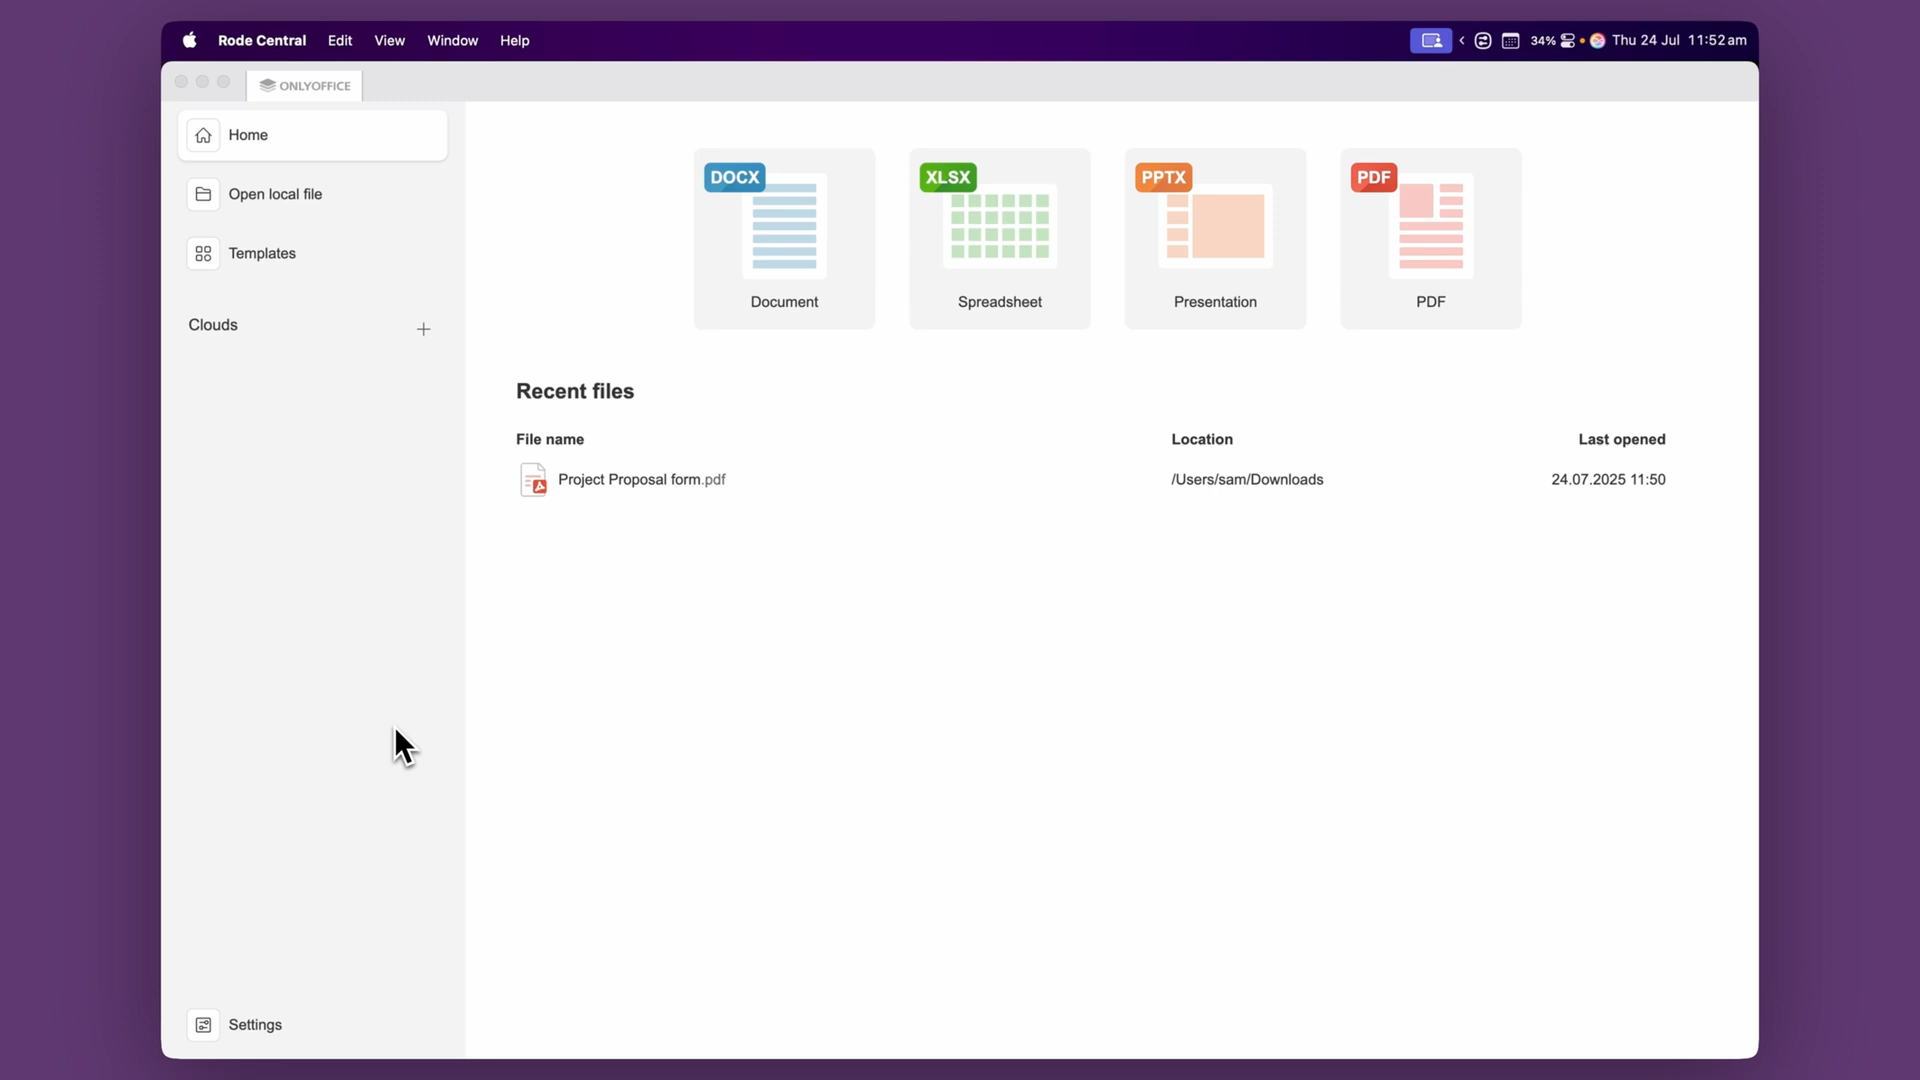 Rode Central Edit View Window Help 34% Thu 24 Jul 11:52 am
ONLYOFFICE
Home
Open local file
Templates
Clouds
DOCX
Document
XLSX
Spreadsheet
PPTX
Presentation
PDF
PDF
Recent files
File name Location Last opened
Project Proposal form.pdf /Users/sam/Downloads 24.07.2025 11:50
Settings